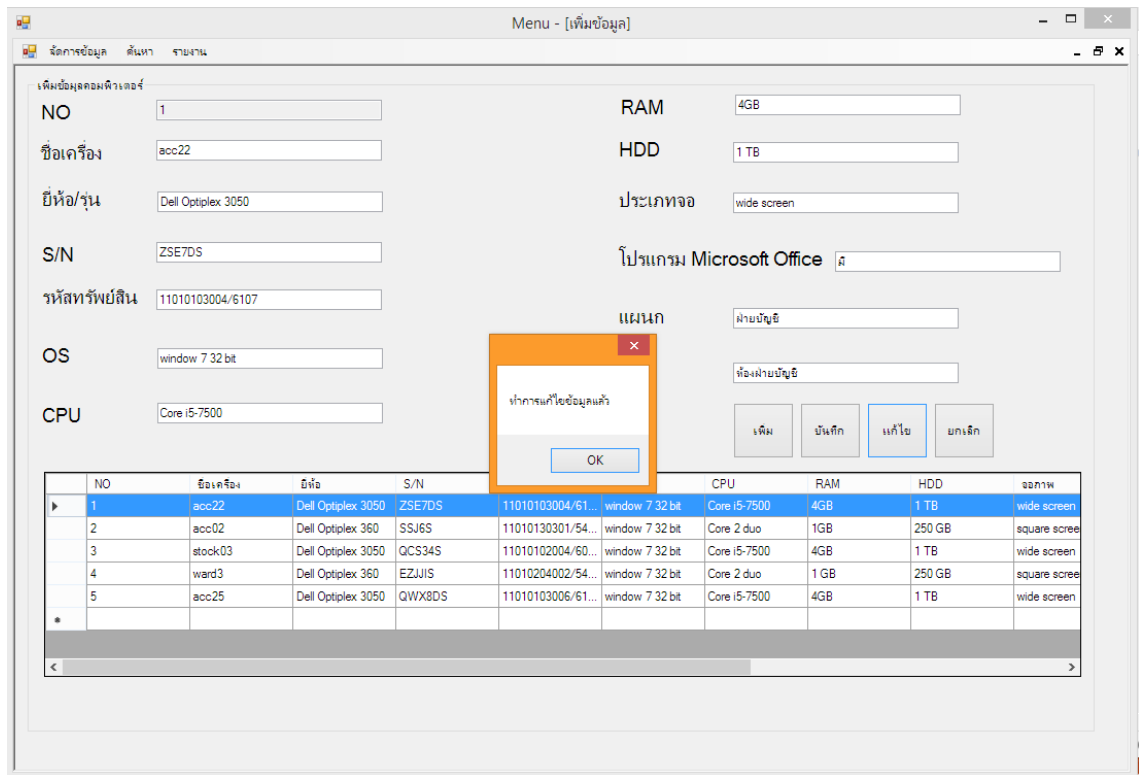 Menu - [เพิ่มข้อมูล]
จัดการข้อมูล ค้นหา รายงาน
เพิ่มข้อมูลคอมพิวเตอร์
NO 1
RAM 4GB
ชื่อเครื่อง acc22
HDD 1 TB
ยี่ห้อ/รุ่น Dell Optiplex 3050
ประเภทจอ wide screen
S/N ZSE7DS
โปรแกรม Microsoft Office มี
รหัสทรัพย์สิน 11010103004/6107
แผนก ฝ่ายบัญชี
OS window 7 32 bit
ห้องฝ่ายบัญชี
CPU Core i5-7500
ทำการแก้ไขข้อมูลแล้ว
OK
เพิ่ม บันทึก แก้ไข ยกเลิก
NO ชื่อเครื่อง ยี่ห้อ S/N CPU RAM HDD จอภาพ
1 acc22 Dell Optiplex 3050 ZSE7DS 11010103004/61... window 7 32 bit Core i5-7500 4GB 1 TB wide screen
2 acc02 Dell Optiplex 360 SSJ6S 11010130301/54... window 7 32 bit Core 2 duo 1GB 250 GB square scree
3 stock03 Dell Optiplex 3050 QCS34S 11010102004/60... window 7 32 bit Core i5-7500 4GB 1 TB wide screen
4 ward3 Dell Optiplex 360 EZJJIS 11010204002/54... window 7 32 bit Core 2 duo 1 GB 250 GB square scree
5 acc25 Dell Optiplex 3050 QWX8DS 11010103006/61... window 7 32 bit Core i5-7500 4GB 1 TB wide screen